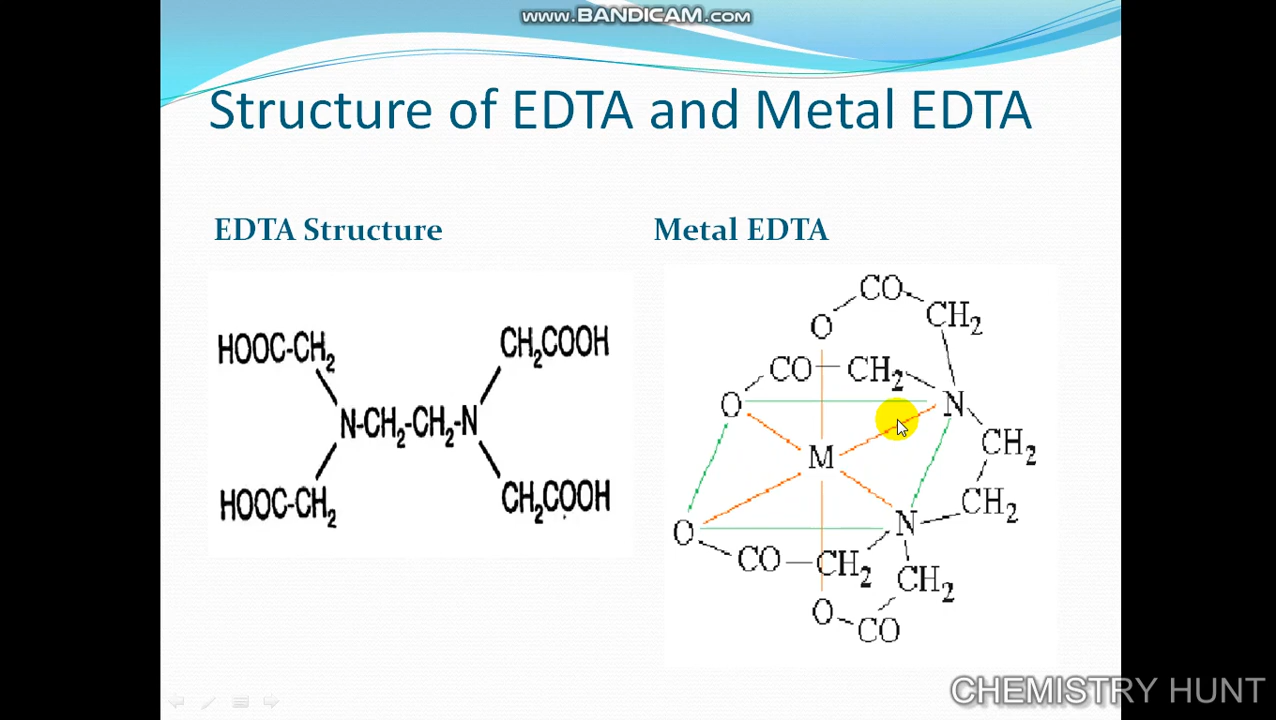 www.BANDICAM.com
Structure of EDTA and Metal EDTA
EDTA Structure
Metal EDTA
HOOC-CH₂
CH₂COOH
N-CH₂-CH₂-N
HOOC-CH₂
CH₂COOH
CO
O
CH₂
CO
CH₂
O
N
M
CH₂
CH₂
O
N
CO
CH₂
CH₂
O
CO
CHEMISTRY HUNT